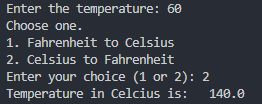 Enter the temperature: 60
Choose one.
1. Fahrenheit to Celsius
2. Celsius to Fahrenheit
Enter your choice (1 or 2): 2
Temperature in Celcius is:   140.0